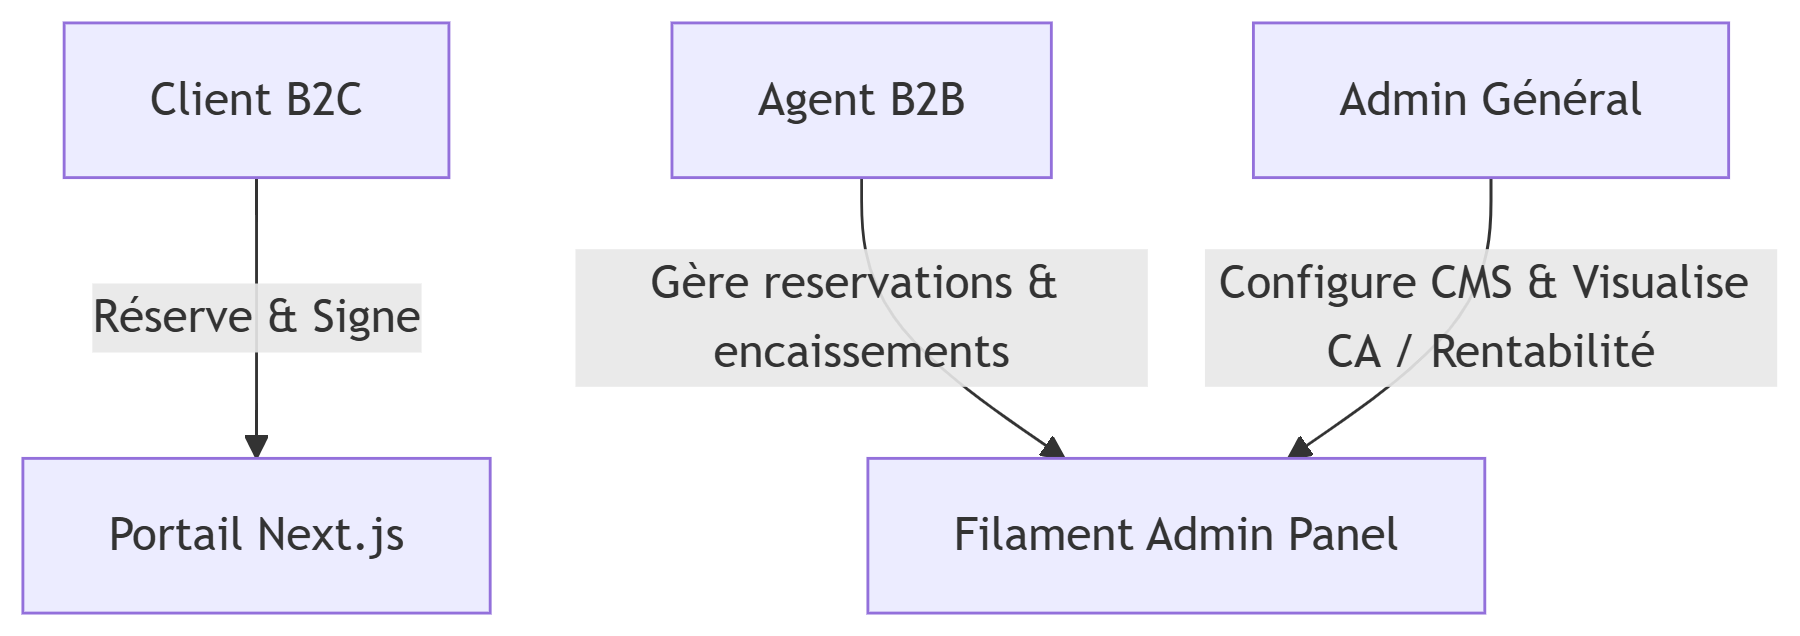 Client B2C
Agent B2B
Admin Général
Réserve & Signe
Gère reservations &
encaissements
Configure CMS & Visualise
CA / Rentabilité
Portail Next.js
Filament Admin Panel